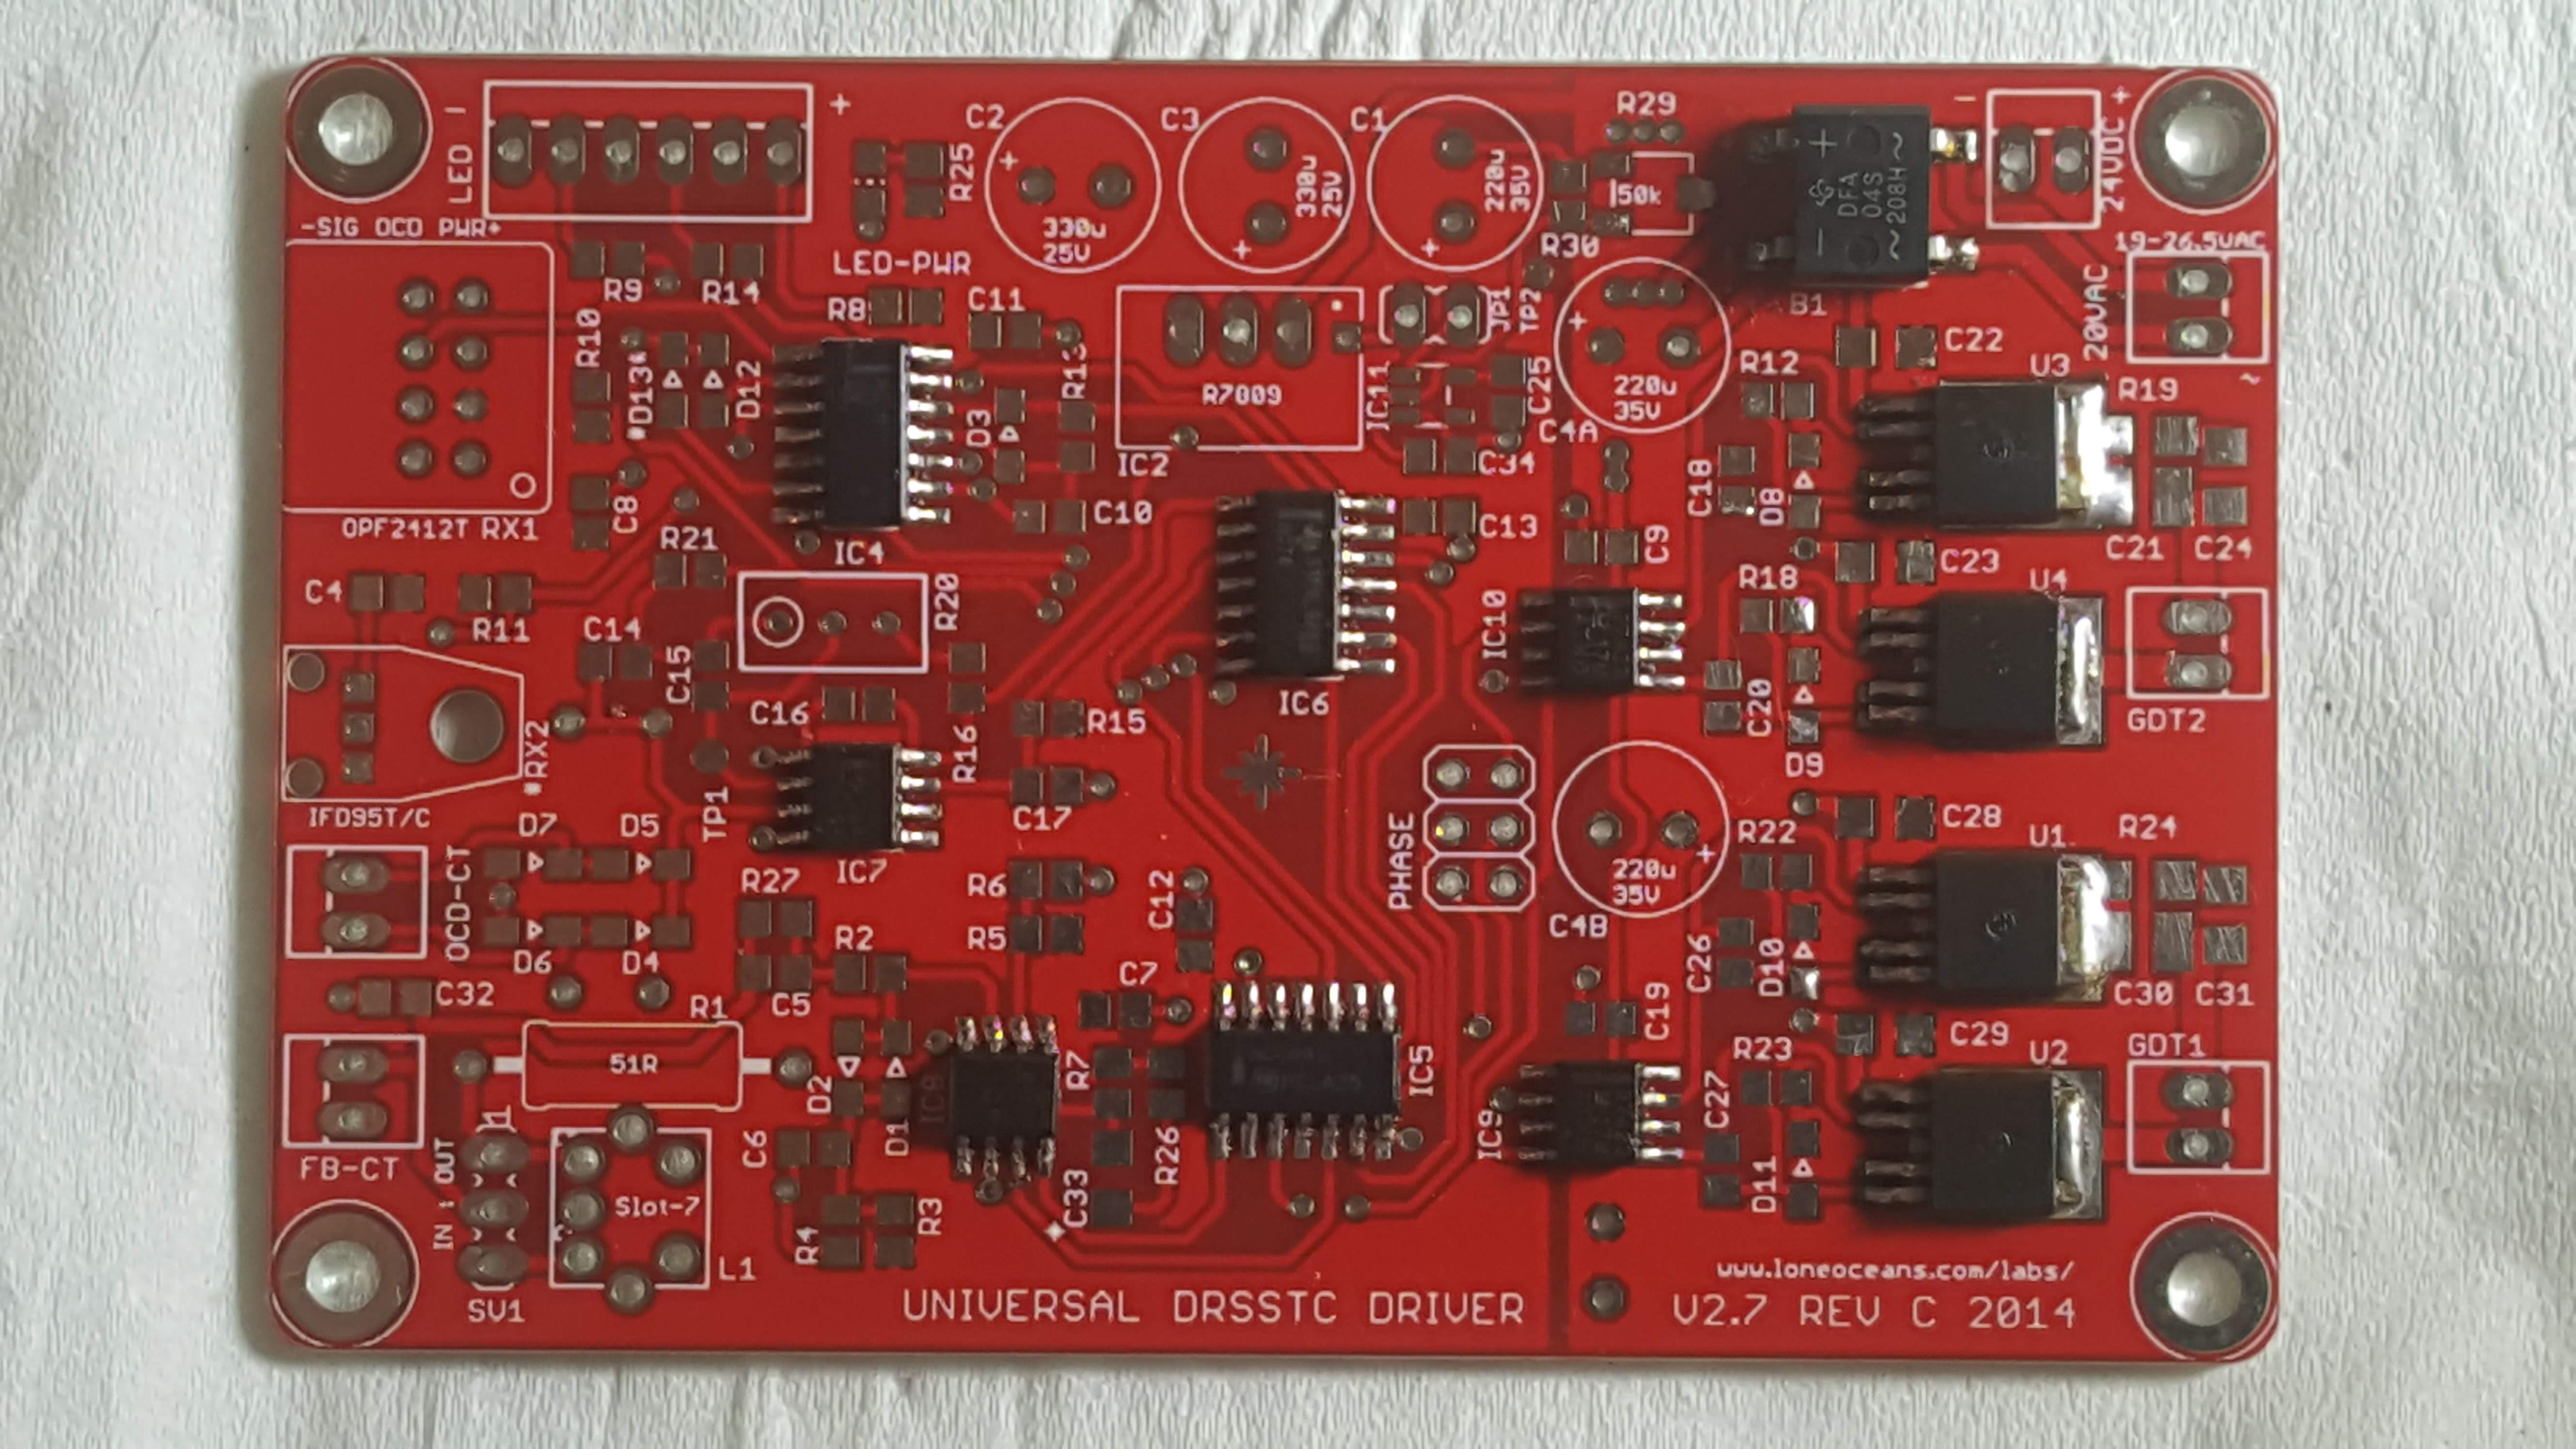 LED - +
C2 + 330u 25V
C3 330u 25V +
C1 220u 35V +
R29
50k
R30
R25
LED-PWR
- 24VDC +
+ DFA ~
- 04S
~208H~
B1
19-26.5VAC
20VAC
~
-SIG OCD PWR+
R9
R14
R8
C11
R10
*D13*
D12
D3
R7809
IC2
JP1
TP2
IC11
C25
+ 220u 35V
C4A
C34
R12
C22
U3
R19
C18
D8
C8
OPF2412T RX1
R21
IC4
C10
C13
C9
C23
C21
C24
C4
R11
C14
C15
R20
IC10
R18
U4
IC6
C20
GDT2
C16
R16
R15
*RX2
IFD95T/C
TP1
C17
D9
PHASE
220u 35V +
C4B
R22
C28
U1
R24
D7
D5
OCD-CT
IC7
R27
R6
R5
C12
D6
D4
C32
R2
C5
C7
C26
D10
C30
C31
R1
51R
D2
D1
IC8
R7
IC5
C19
R23
C29
U2
GDT1
FB-CT
IN
OUT
SV1
Slot-7
L1
C6
R4
R3
C33
R26
IC9
C27
D11
www.loneoceans.com/labs/
UNIVERSAL DRSSTC DRIVER
V2.7 REV C 2014